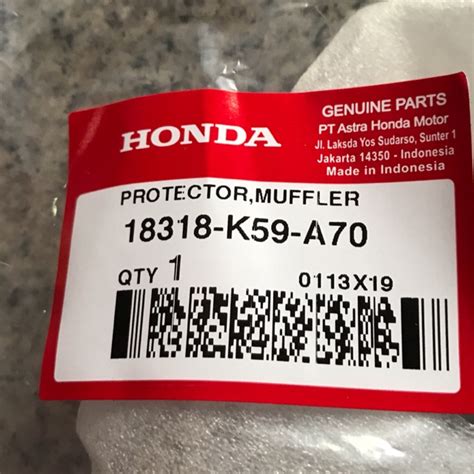 HONDA
GENUINE PARTS
PT Astra Honda Motor
Jl. Laksda Yos Sudarso, Sunter 1
Jakarta 14350 - Indonesia
Made in Indonesia
PROTECTOR,MUFFLER
18318-K59-A70
QTY 1
0113X19